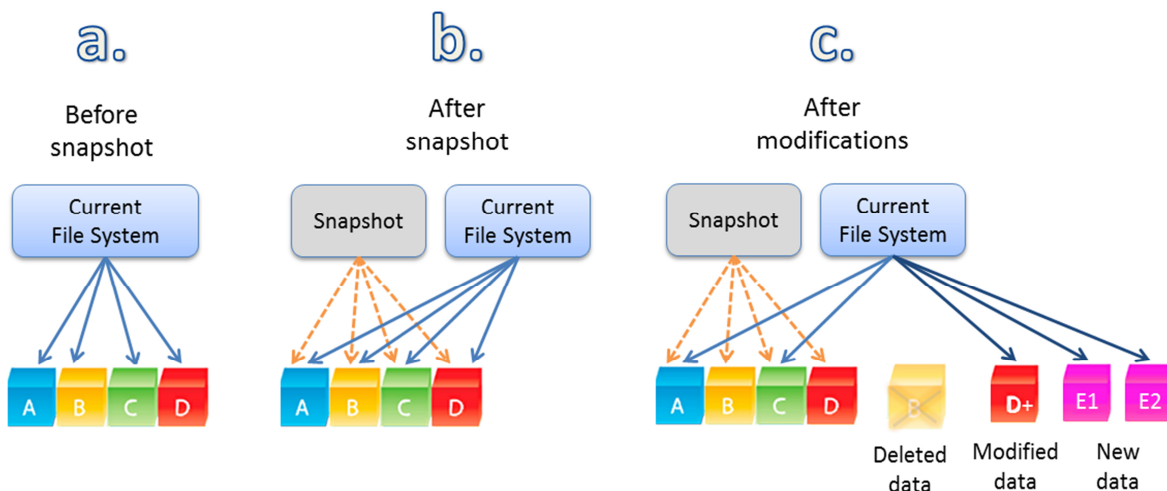 a.
Before
snapshot
Current
File System
A B C D
b.
After
snapshot
Snapshot
Current
File System
A B C D
c.
After
modifications
Snapshot
Current
File System
A B C D
B
D+
E1
E2
Deleted
data
Modified
data
New
data